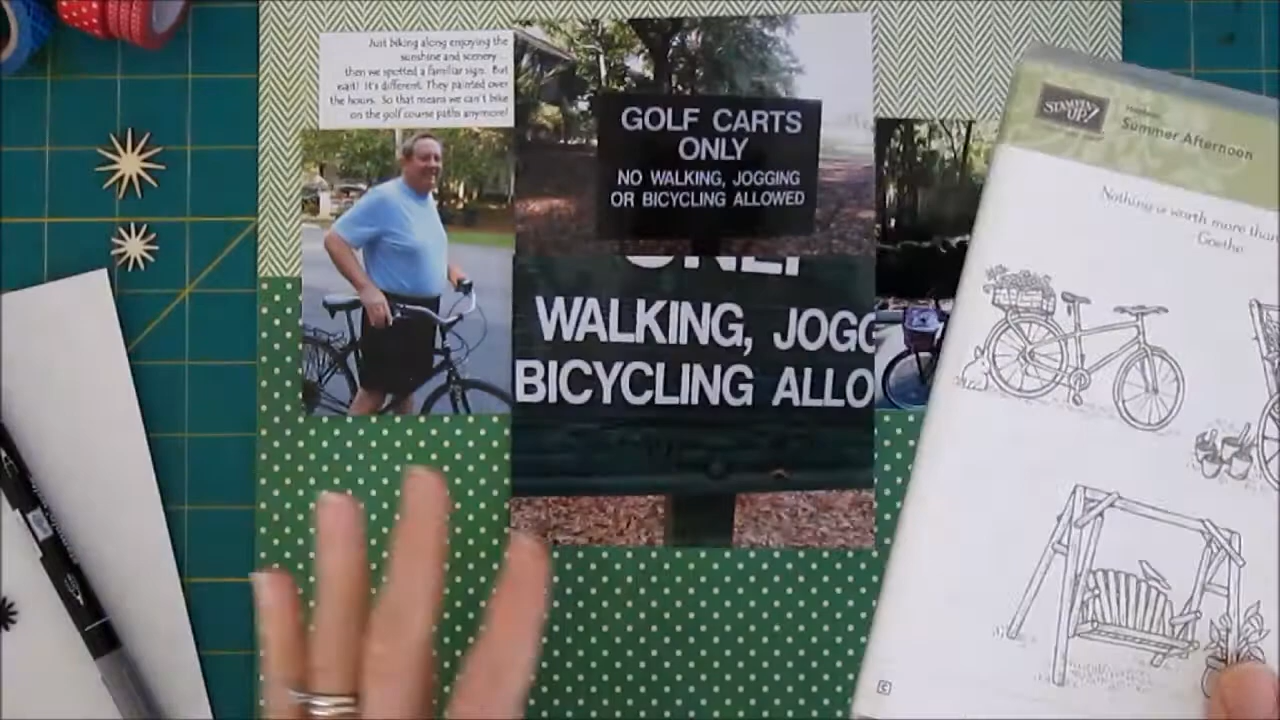 Just biking along enjoying the
sunshine and scenery...
then we spotted a familiar sign. But
wait! It's different. They painted over
the hours. So that means we can't bike
on the golf course paths anymore!
GOLF CARTS
ONLY
NO WALKING, JOGGING
OR BICYCLING ALLOWED
ONLY
WALKING, JOGG
BICYCLING ALLO
STAMPIN' UP!
Summer Afternoon
Nothing is worth more than
Goethe
C